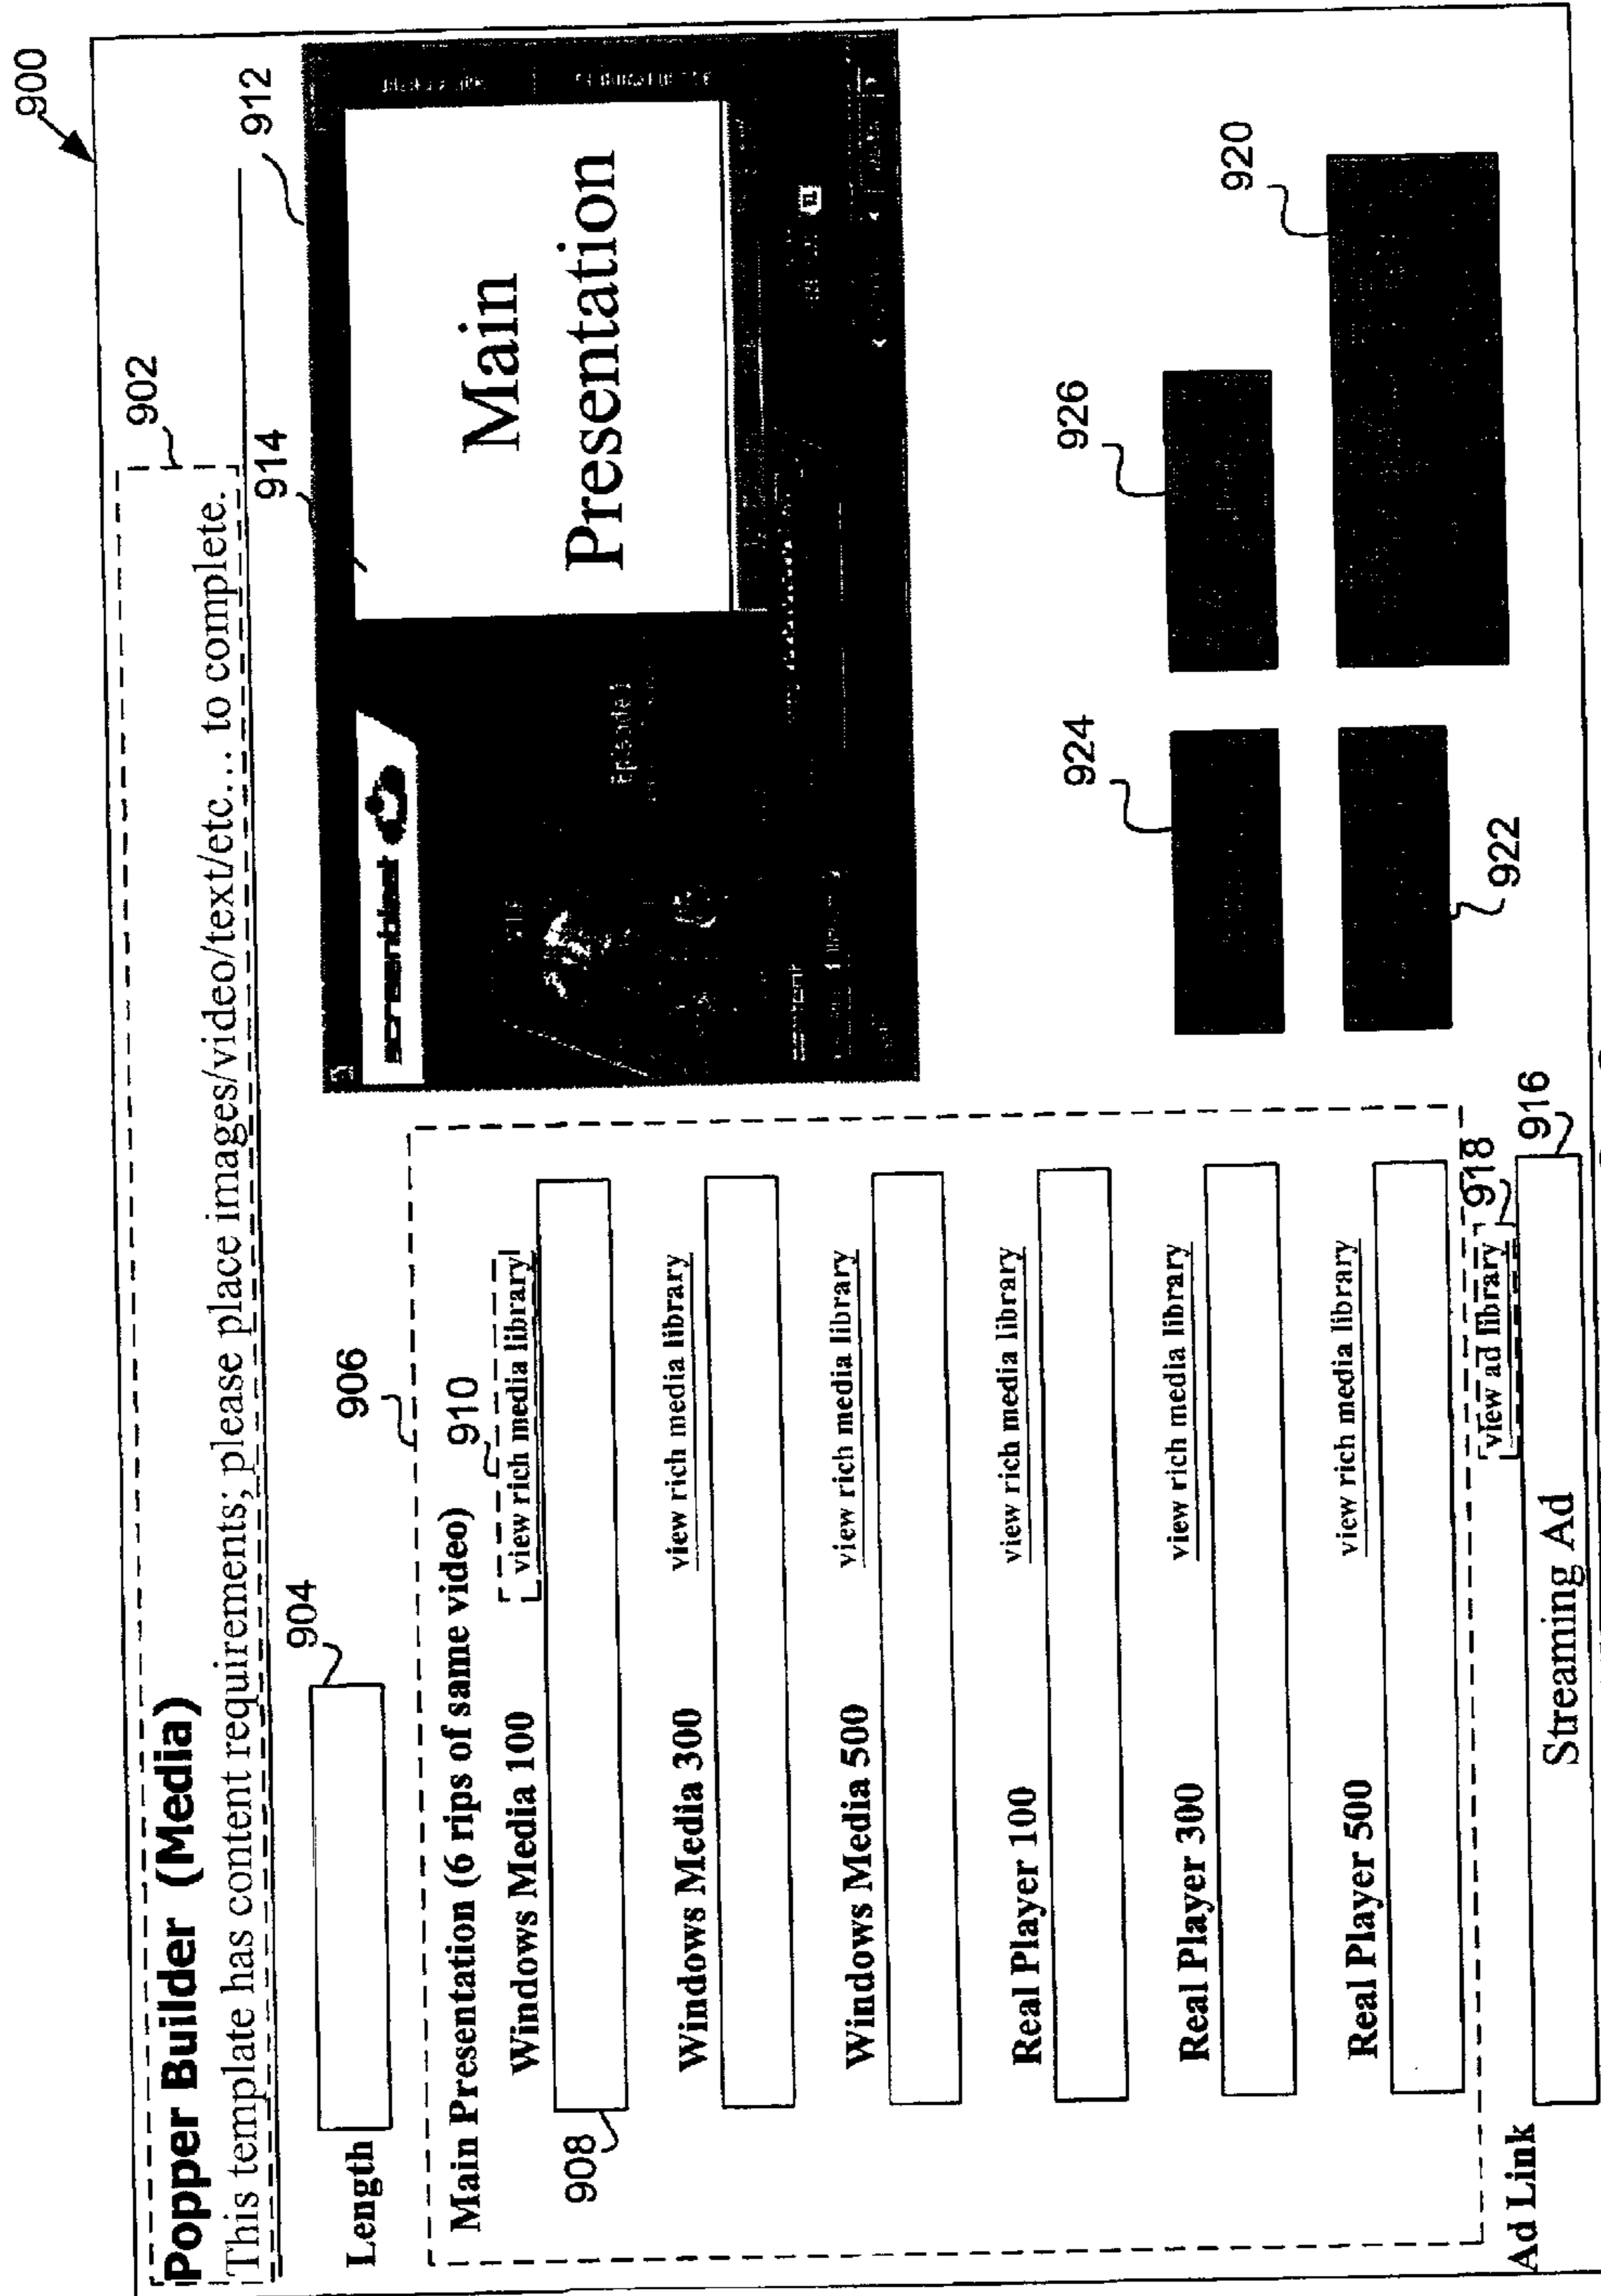 900
902
Popper Builder (Media)
This template has content requirements; please place images/video/text/etc... to complete.
904
Length
906
Main Presentation (6 rips of same video)
910
Windows Media 100
view rich media library
908
Windows Media 300
view rich media library
Windows Media 500
view rich media library
Real Player 100
view rich media library
Real Player 300
view rich media library
Real Player 500
view rich media library
918
Ad Link
view ad library
916
Streaming Ad
912
914
screenblast
Main
Presentation
Episode 1
924
926
920
922